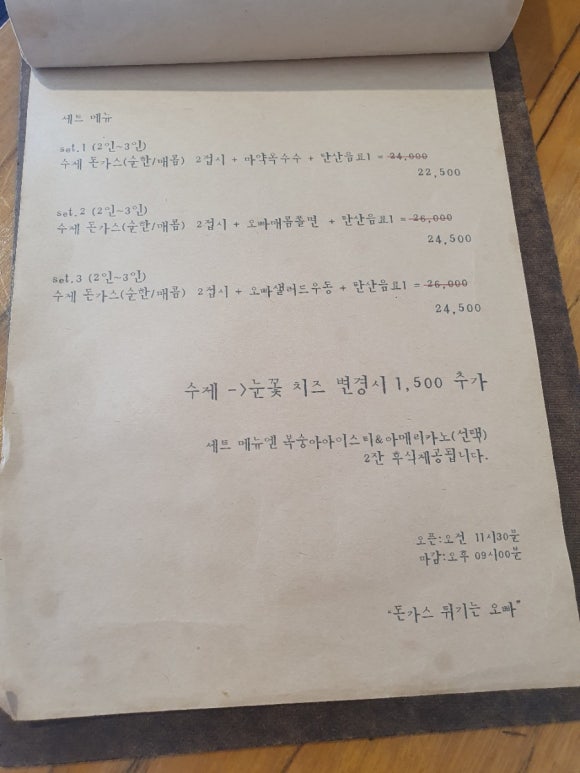 세트 메뉴
set.1 (2인~3인)
수제 돈가스(순한/매콤) 2접시 + 마약옥수수 + 탄산음료1 = 24,000
22,500
set.2 (2인~3인)
수제 돈가스(순한/매콤) 2접시 + 오빠매콤쫄면 + 탄산음료1 = 26,000
24,500
set.3 (2인~3인)
수제 돈가스(순한/매콤) 2접시 + 오빠샐러드우동 + 탄산음료1 = 26,000
24,500
수제 ->눈꽃 치즈 변경시 1,500 추가
세트 메뉴엔 복숭아아이스티&아메리카노(선택)
2잔 후식제공됩니다.
오픈:오전 11시30분
마감:오후 09시00분
"돈가스 튀기는 오빠"